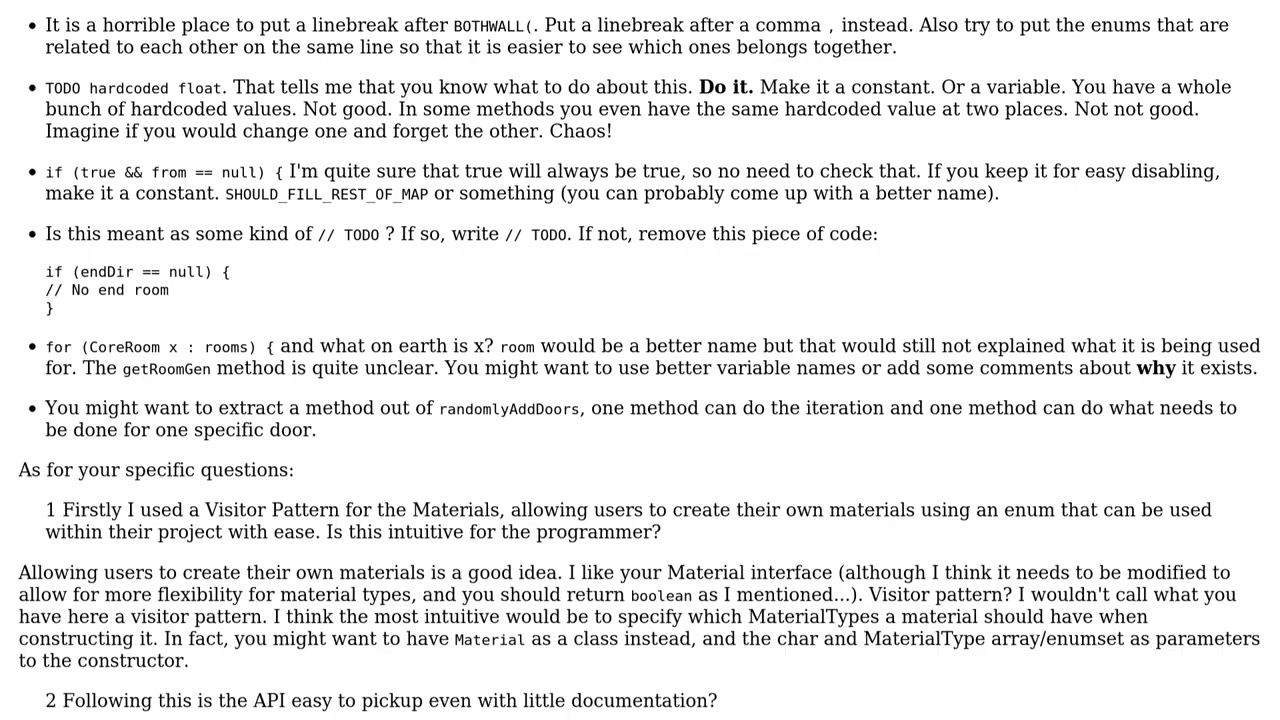 • It is a horrible place to put a linebreak after BOTHWALL(. Put a linebreak after a comma , instead. Also try to put the enums that are
related to each other on the same line so that it is easier to see which ones belongs together.
• TODO hardcoded float. That tells me that you know what to do about this. Do it. Make it a constant. Or a variable. You have a whole
bunch of hardcoded values. Not good. In some methods you even have the same hardcoded value at two places. Not not good.
Imagine if you would change one and forget the other. Chaos!
• if (true && from == null) { I'm quite sure that true will always be true, so no need to check that. If you keep it for easy disabling,
make it a constant. SHOULD_FILL_REST_OF_MAP or something (you can probably come up with a better name).
• Is this meant as some kind of // TODO ? If so, write // TODO. If not, remove this piece of code:
if (endDir == null) {
// No end room
}
• for (CoreRoom x : rooms) { and what on earth is x? room would be a better name but that would still not explained what it is being used
for. The getRoomGen method is quite unclear. You might want to use better variable names or add some comments about why it exists.
• You might want to extract a method out of randomlyAddDoors, one method can do the iteration and one method can do what needs to
be done for one specific door.
As for your specific questions:
1 Firstly I used a Visitor Pattern for the Materials, allowing users to create their own materials using an enum that can be used
within their project with ease. Is this intuitive for the programmer?
Allowing users to create their own materials is a good idea. I like your Material interface (although I think it needs to be modified to
allow for more flexibility for material types, and you should return boolean as I mentioned...). Visitor pattern? I wouldn't call what you
have here a visitor pattern. I think the most intuitive would be to specify which MaterialTypes a material should have when
constructing it. In fact, you might want to have Material as a class instead, and the char and MaterialType array/enumset as parameters
to the constructor.
2 Following this is the API easy to pickup even with little documentation?